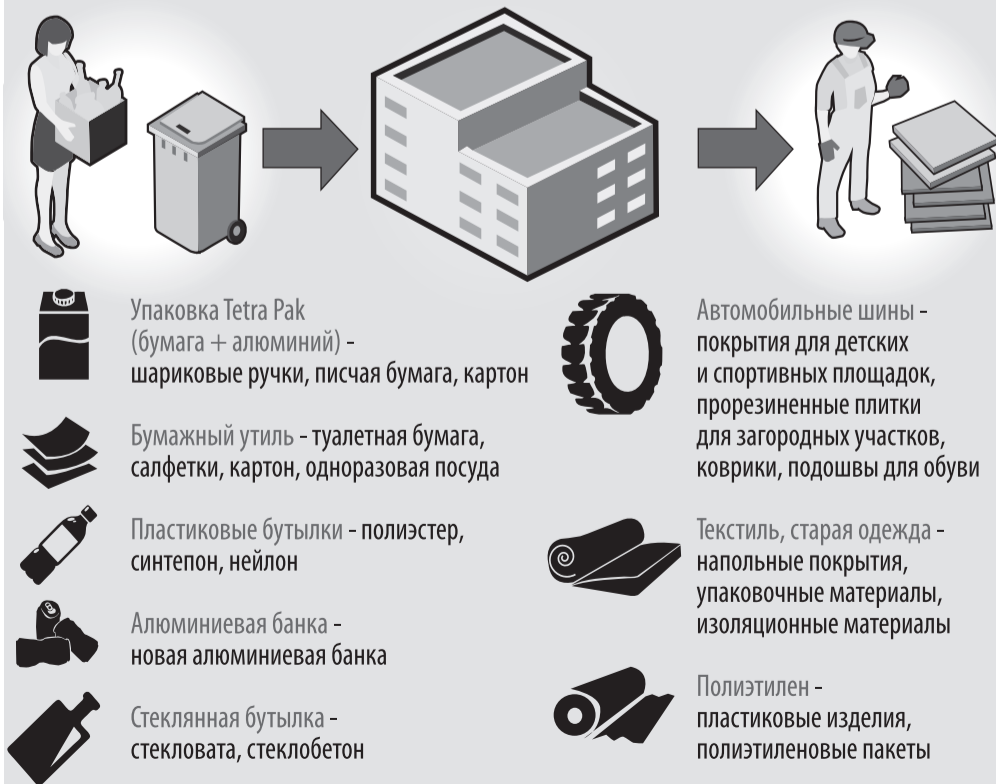 Упаковка Tetra Pak
(бумага + алюминий) -
шариковые ручки, писчая бумага, картон
Бумажный утиль - туалетная бумага,
салфетки, картон, одноразовая посуда
Пластиковые бутылки - полиэстер,
синтепон, нейлон
Алюминиевая банка -
новая алюминиевая банка
Стеклянная бутылка -
стекловата, стеклобетон
Автомобильные шины -
покрытия для детских
и спортивных площадок,
прорезиненные плитки
для загородных участков,
коврики, подошвы для обуви
Текстиль, старая одежда -
напольные покрытия,
упаковочные материалы,
изоляционные материалы
Полиэтилен -
пластиковые изделия,
полиэтиленовые пакеты